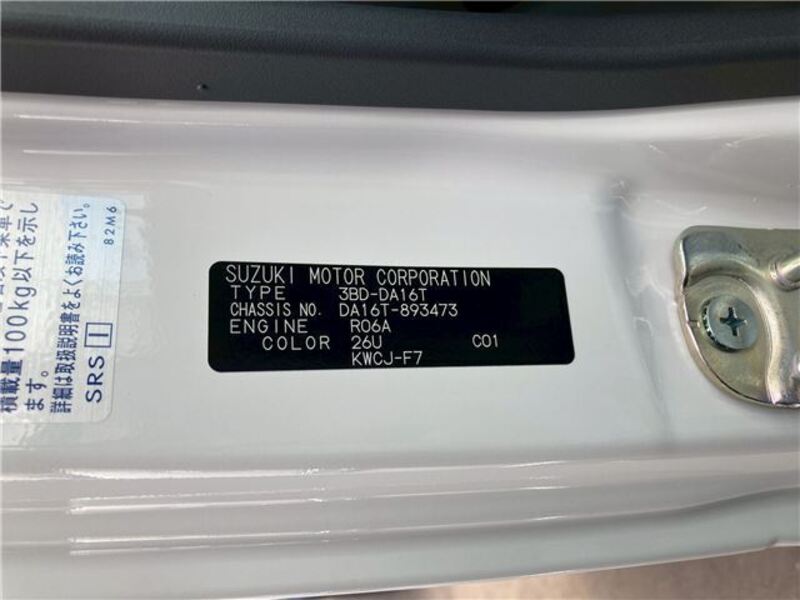 SUZUKI MOTOR CORPORATION
TYPE 3BD-DA16T
CHASSIS NO. DA16T-893473
ENGINE R06A
COLOR 26U C01
KWCJ-F7
積載量100kg以下を示し
ます。
詳細は取扱説明書をよくお読み下さい。
SRS I
82M6